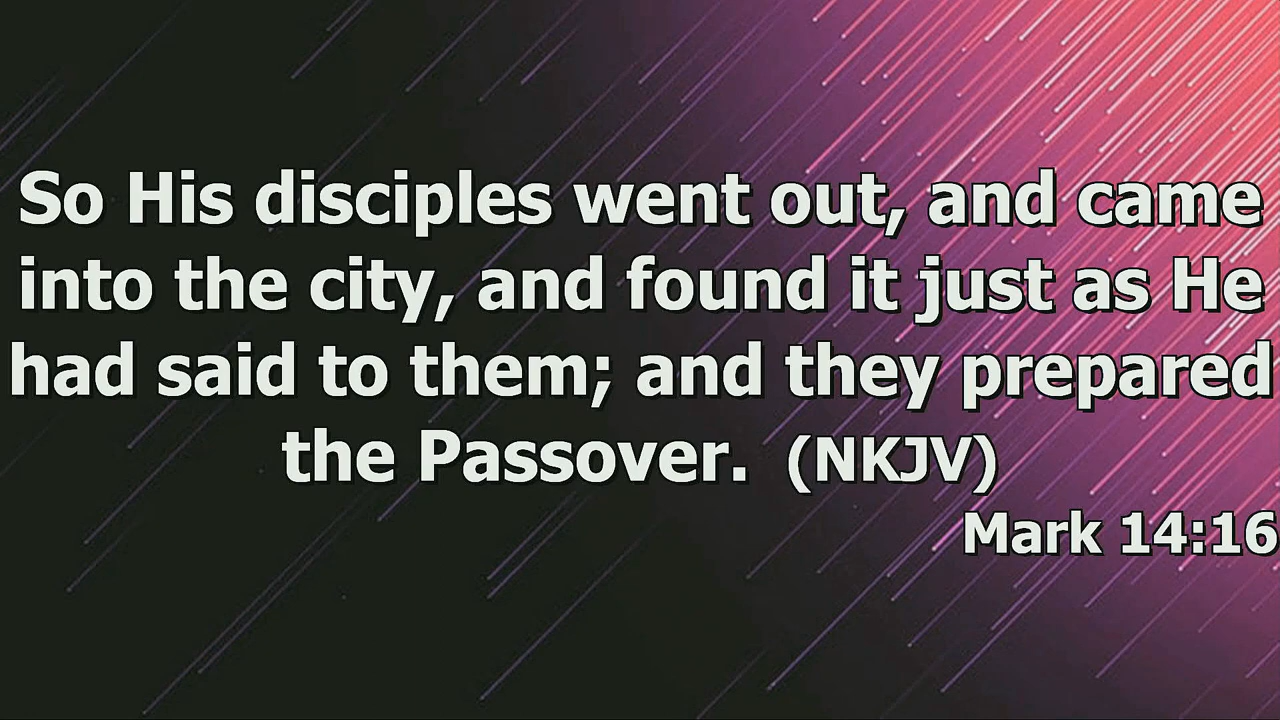 So His disciples went out, and came
into the city, and found it just as He
had said to them; and they prepared
the Passover. (NKJV)
Mark 14:16